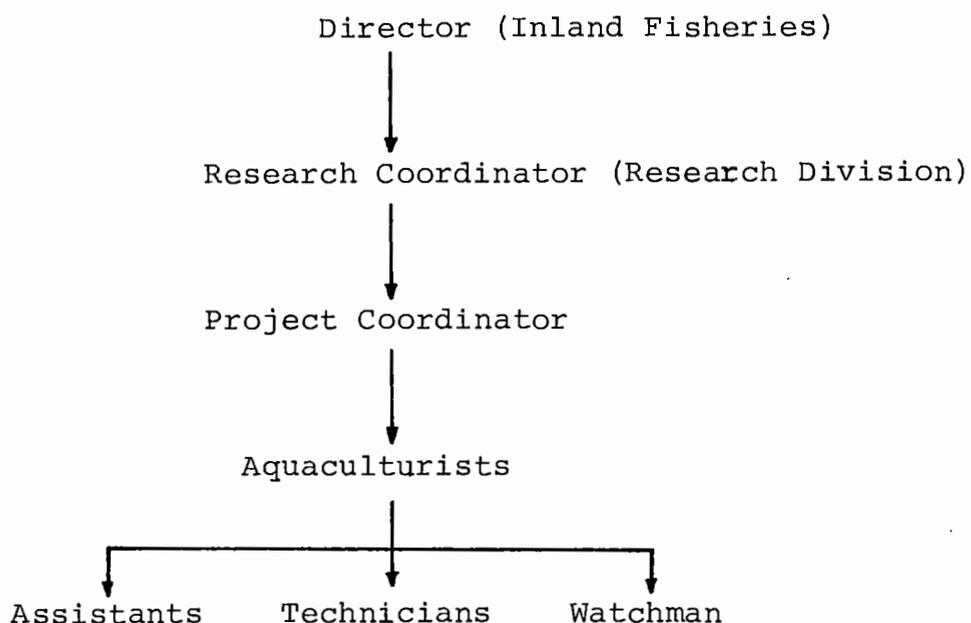 Director (Inland Fisheries)
Research Coordinator (Research Division)
Project Coordinator
Aquaculturists
Assistants Technicians Watchman